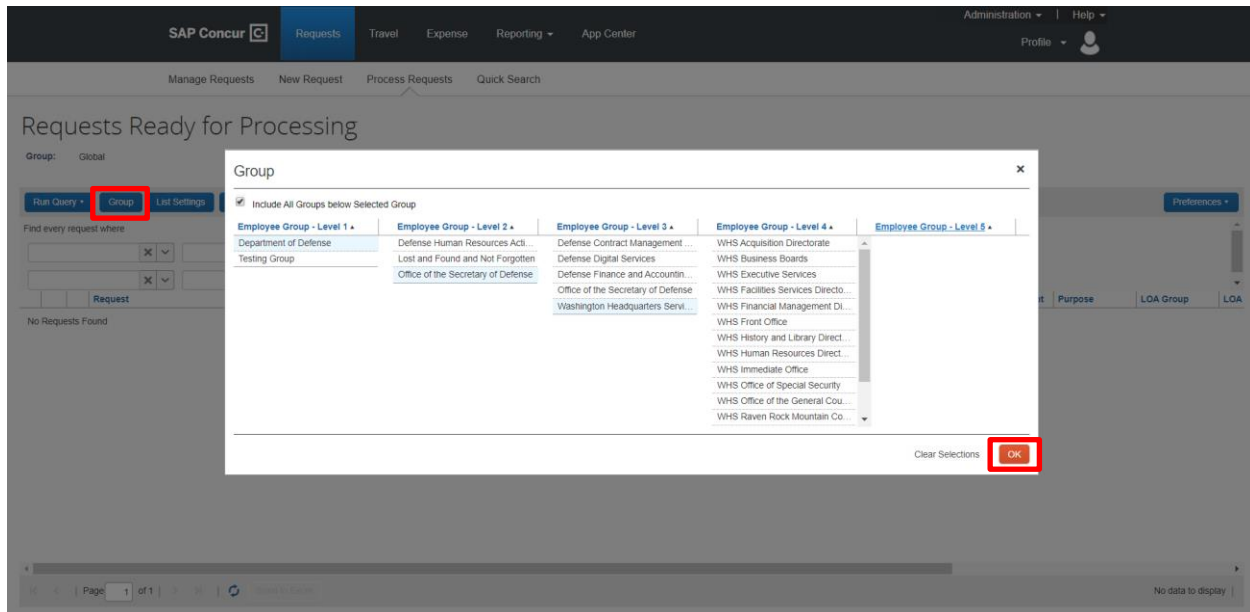 Administration | Help
SAP Concur C Requests Travel Expense Reporting App Center
Profile
Manage Requests New Request Process Requests Quick Search
Requests Ready for Processing
Group: Global
Run Query Group List Settings Preferences
Find every request where
Request Purpose LOA Group LOA
No Requests Found
Group
Include All Groups below Selected Group
Employee Group - Level 1 Employee Group - Level 2 Employee Group - Level 3 Employee Group - Level 4 Employee Group - Level 5
Department of Defense Defense Human Resources Acti... Defense Contract Management ... WHS Acquisition Directorate
Testing Group Lost and Found and Not Forgotten Defense Digital Services WHS Business Boards
Office of the Secretary of Defense Defense Finance and Accountin... WHS Executive Services
Office of the Secretary of Defense WHS Facilities Services Directo...
Washington Headquarters Servi... WHS Financial Management Di...
WHS Front Office
WHS History and Library Direct...
WHS Human Resources Direct...
WHS Immediate Office
WHS Office of Special Security
WHS Office of the General Cou...
WHS Raven Rock Mountain Co...
Clear Selections OK
| Page 1 of 1 | | No data to display |